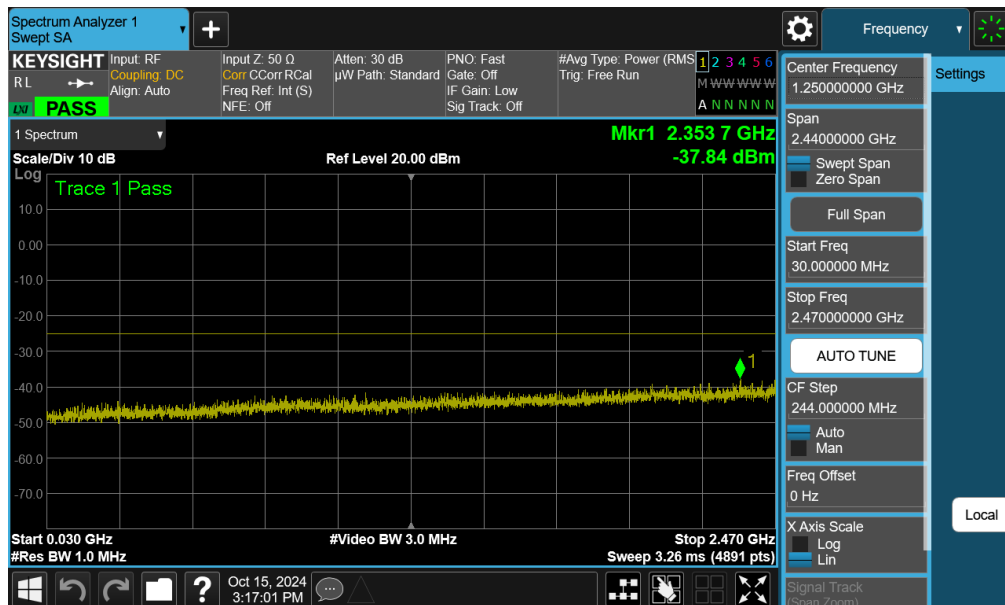 Spectrum Analyzer 1
Swept SA
+
Frequency
KEYSIGHT
R L
LXI
PASS
Input: RF
Coupling: DC
Align: Auto
Input Z: 50 Ω
Corr CCorr RCal
Freq Ref: Int (S)
NFE: Off
Atten: 30 dB
µW Path: Standard
PNO: Fast
Gate: Off
IF Gain: Low
Sig Track: Off
#Avg Type: Power (RMS
Trig: Free Run
1 2 3 4 5 6
M W W W W W
A N N N N N
1 Spectrum
Scale/Div 10 dB
Ref Level 20.00 dBm
Mkr1 2.353 7 GHz
-37.84 dBm
Log
Trace 1 Pass
10.0
0.00
-10.0
-20.0
-30.0
-40.0
-50.0
-60.0
-70.0
1
Start 0.030 GHz
#Res BW 1.0 MHz
#Video BW 3.0 MHz
Stop 2.470 GHz
Sweep 3.26 ms (4891 pts)
?
Oct 15, 2024
3:17:01 PM
Center Frequency
1.250000000 GHz
Span
2.44000000 GHz
Swept Span
Zero Span
Full Span
Start Freq
30.000000 MHz
Stop Freq
2.470000000 GHz
AUTO TUNE
CF Step
244.000000 MHz
Auto
Man
Freq Offset
0 Hz
X Axis Scale
Log
Lin
Signal Track
(Span Zoom)
Settings
Local